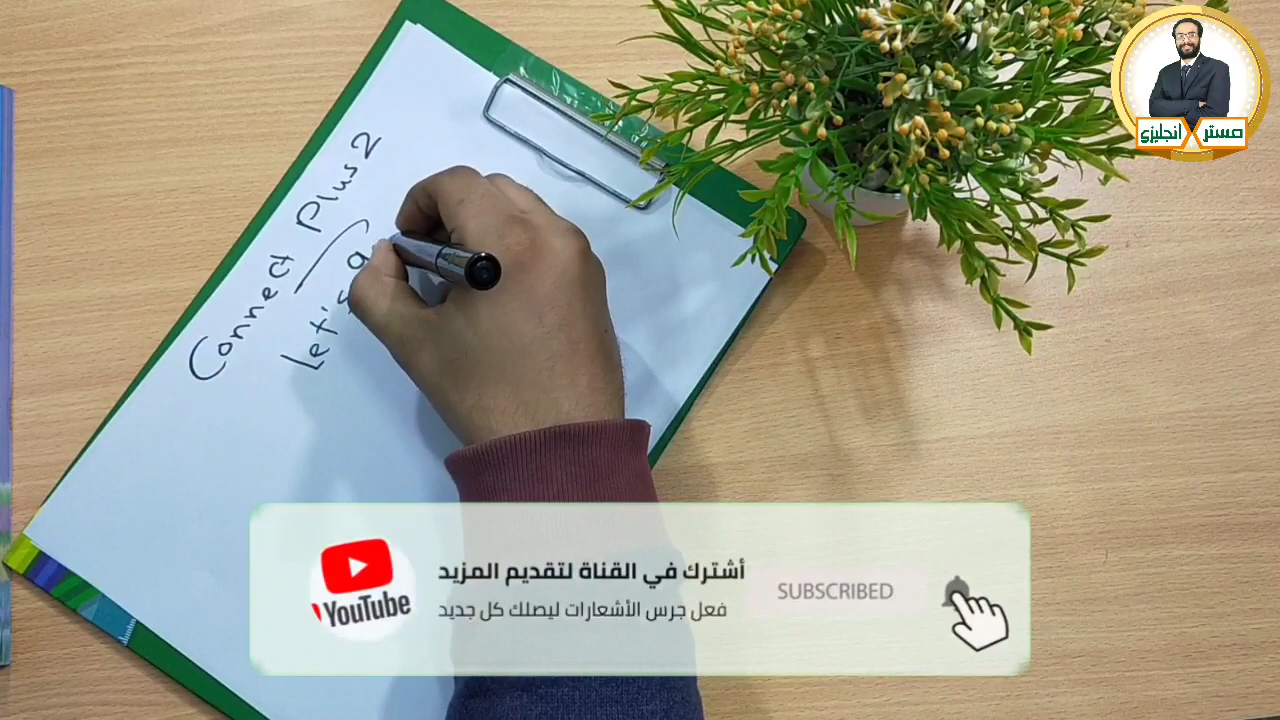 Connect Plus 2
Let's
مستر X انجليزي
أشترك في القناة لتقديم المزيد
فعل جرس الأشعارات ليصلك كل جديد
SUBSCRIBED
YouTube